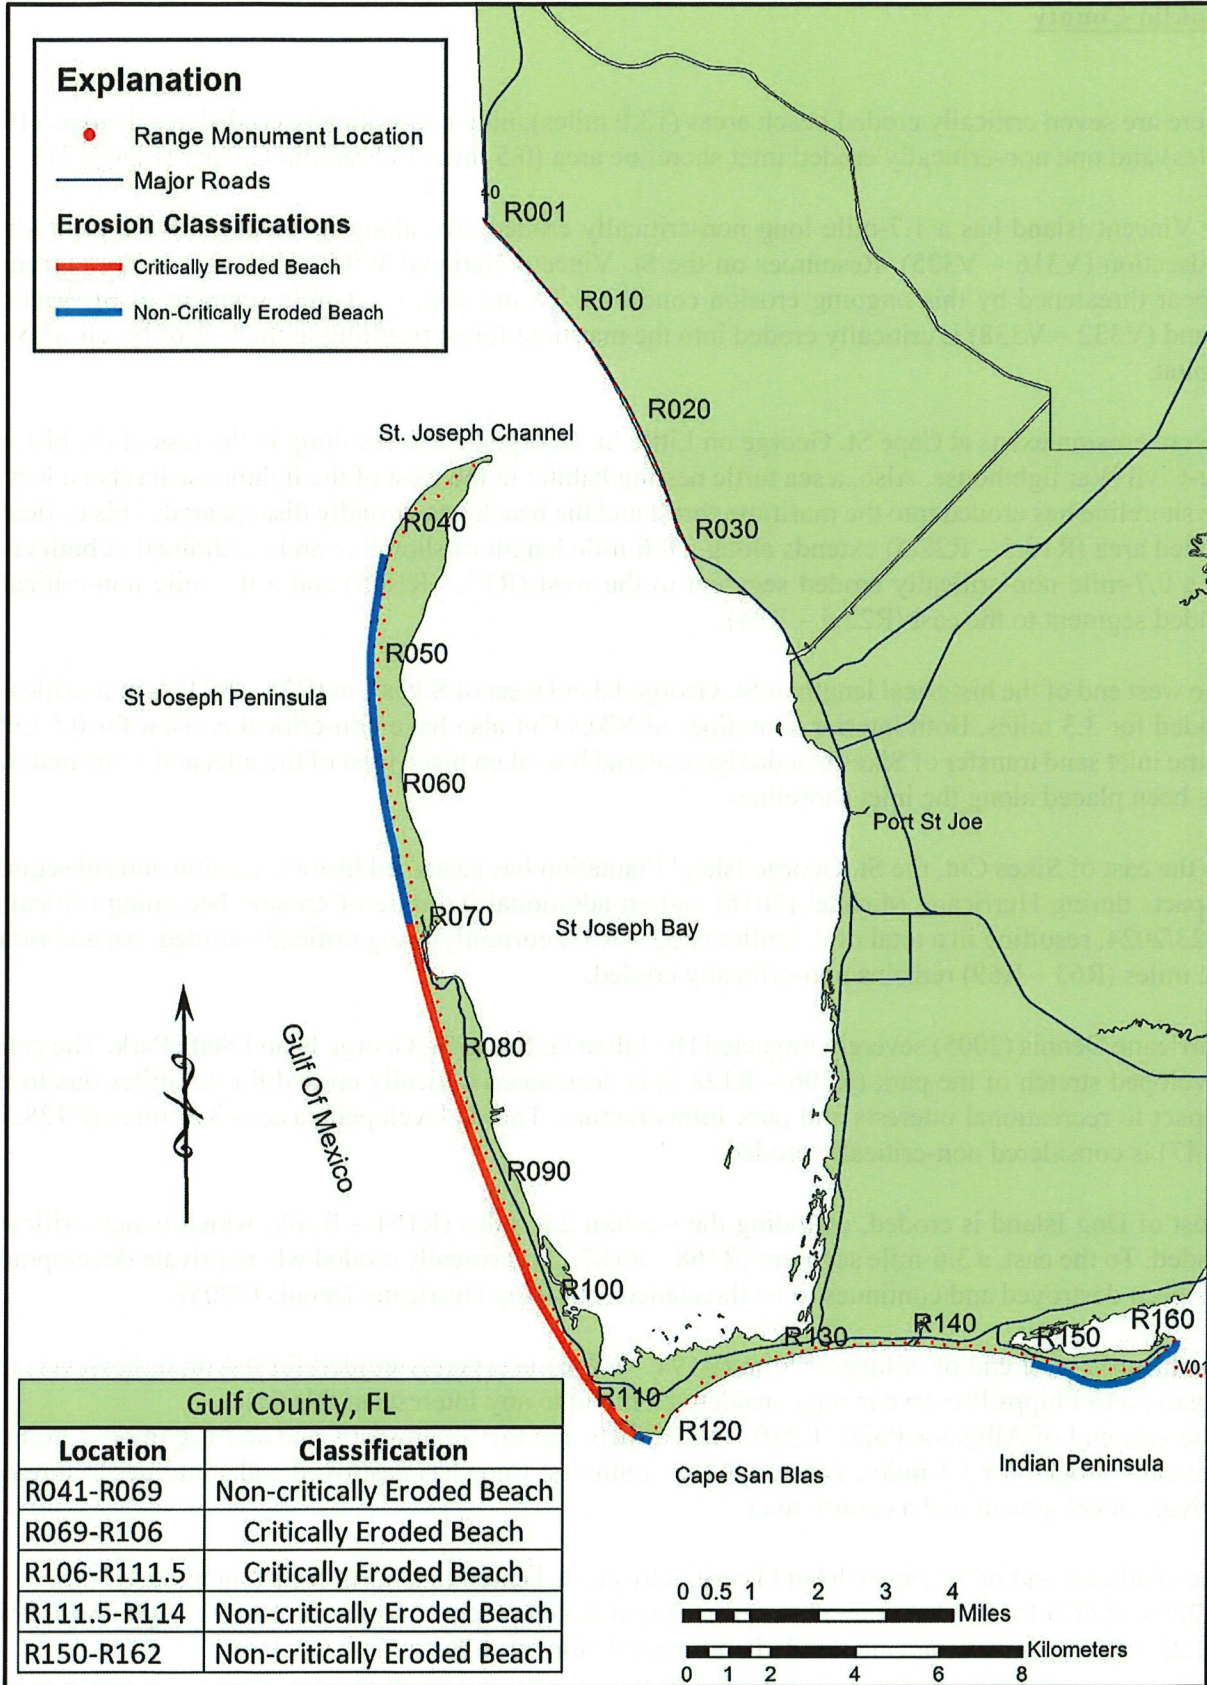 Explanation
Range Monument Location
Major Roads
Erosion Classifications
Critically Eroded Beach
Non-Critically Eroded Beach
40
R001
R010
R020
St. Joseph Channel
R040
R030
R050
St Joseph Peninsula
R060
Port St Joe
R070
St Joseph Bay
Gulf Of Mexico
R080
R090
R100
R130
R140
R150
R160
V01
R110
R120
Cape San Blas
Indian Peninsula
Gulf County, FL
Location Classification
R041-R069 Non-critically Eroded Beach
R069-R106 Critically Eroded Beach
R106-R111.5 Critically Eroded Beach
R111.5-R114 Non-critically Eroded Beach
R150-R162 Non-critically Eroded Beach
0 0.5 1 2 3 4
Miles
Kilometers
0 1 2 4 6 8